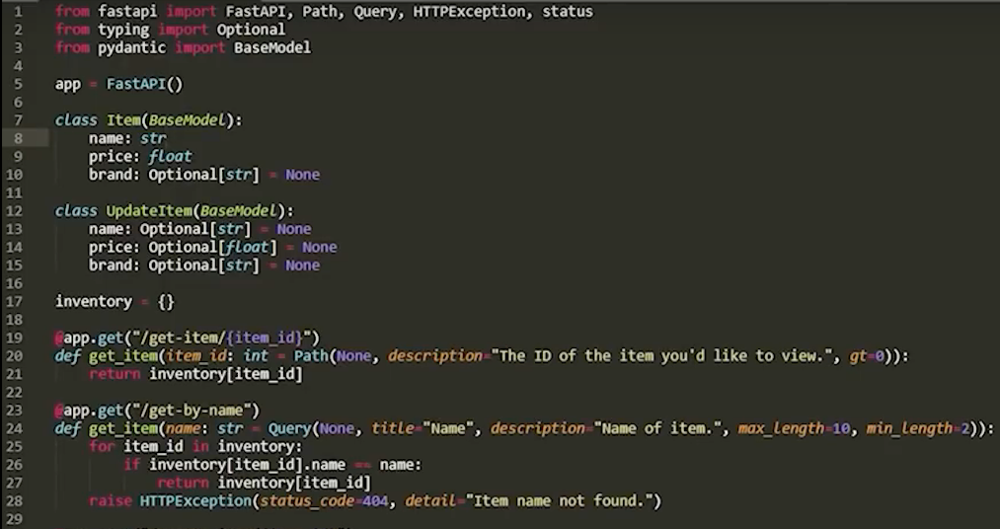 1 from fastapi import FastAPI, Path, Query, HTTPException, status
2 from typing import Optional
3 from pydantic import BaseModel
4
5 app = FastAPI()
6
7 class Item(BaseModel):
8     name: str
9     price: float
10     brand: Optional[str] = None
11
12 class UpdateItem(BaseModel):
13     name: Optional[str] = None
14     price: Optional[float] = None
15     brand: Optional[str] = None
16
17 inventory = {}
18
19 @app.get("/get-item/{item_id}")
20 def get_item(item_id: int = Path(None, description="The ID of the item you'd like to view.", gt=0)):
21     return inventory[item_id]
22
23 @app.get("/get-by-name")
24 def get_item(name: str = Query(None, title="Name", description="Name of item.", max_length=10, min_length=2)):
25     for item_id in inventory:
26         if inventory[item_id].name == name:
27             return inventory[item_id]
28     raise HTTPException(status_code=404, detail="Item name not found.")
29